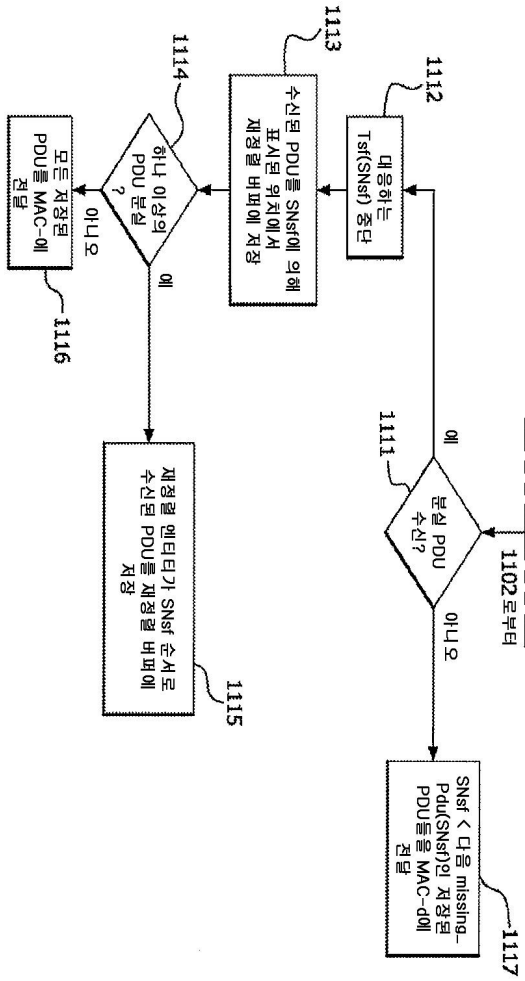 1102로부터
1111
분실 PDU
수신?
예
아니오
1112
대응하는
Tsf(SNsf) 중단
1113
수신된 PDU를 SNsf에 의해
표시된 위치에서
재정렬 버퍼에 저장
1114
하나 이상의
PDU 분실
?
예
아니오
1115
재정렬 엔티티가 SNsf 순서로
수신된 PDU를 재정렬 버퍼에
저장
모든 저장된
PDU를 MAC-에
전달
1116
SNsf < 다음 missing_
Pdu(SNsf)인 저장된
PDU들을 MAC-d에
전달
1117